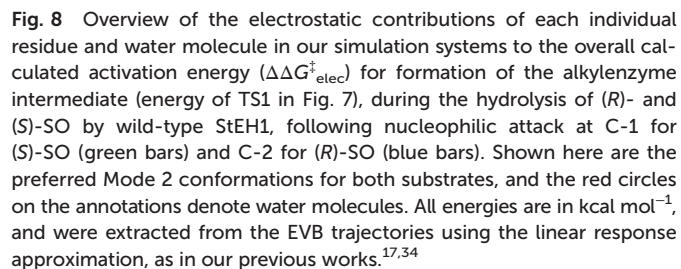 Fig. 8 Overview of the electrostatic contributions of each individual
residue and water molecule in our simulation systems to the overall cal-
culated activation energy (ΔΔG‡elec) for formation of the alkylenzyme
intermediate (energy of TS1 in Fig. 7), during the hydrolysis of (R)- and
(S)-SO by wild-type StEH1, following nucleophilic attack at C-1 for
(S)-SO (green bars) and C-2 for (R)-SO (blue bars). Shown here are the
preferred Mode 2 conformations for both substrates, and the red circles
on the annotations denote water molecules. All energies are in kcal mol−1,
and were extracted from the EVB trajectories using the linear response
approximation, as in our previous works.17,34